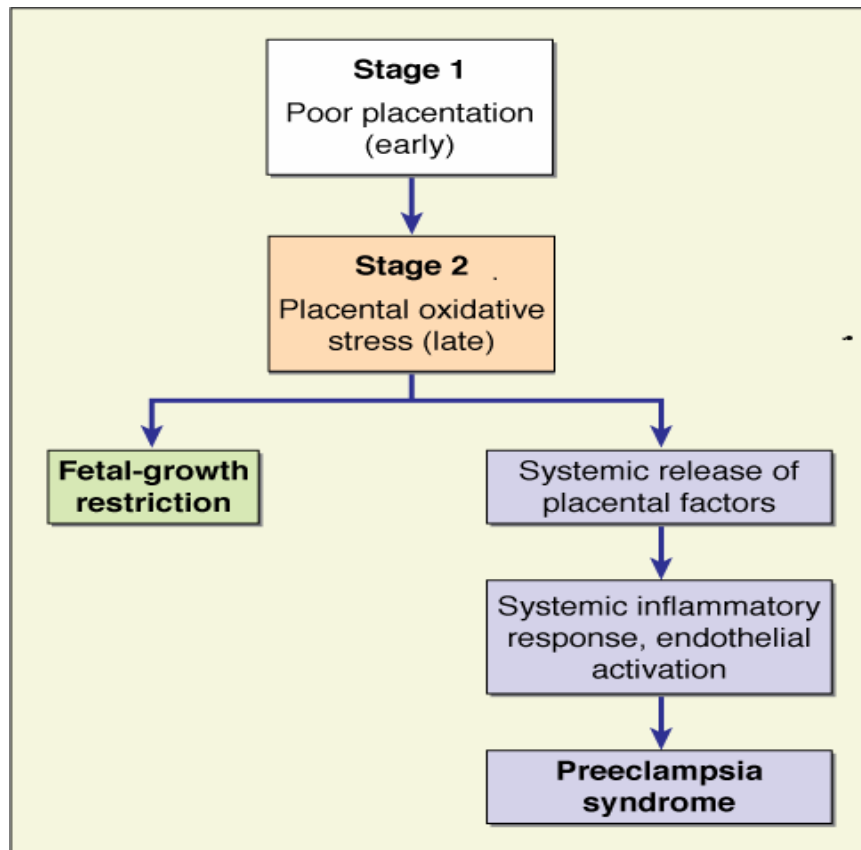 Stage 1
Poor placentation
(early)
Stage 2
Placental oxidative
stress (late)
Fetal-growth
restriction
Systemic release of
placental factors
Systemic inflammatory
response, endothelial
activation
Preeclampsia
syndrome